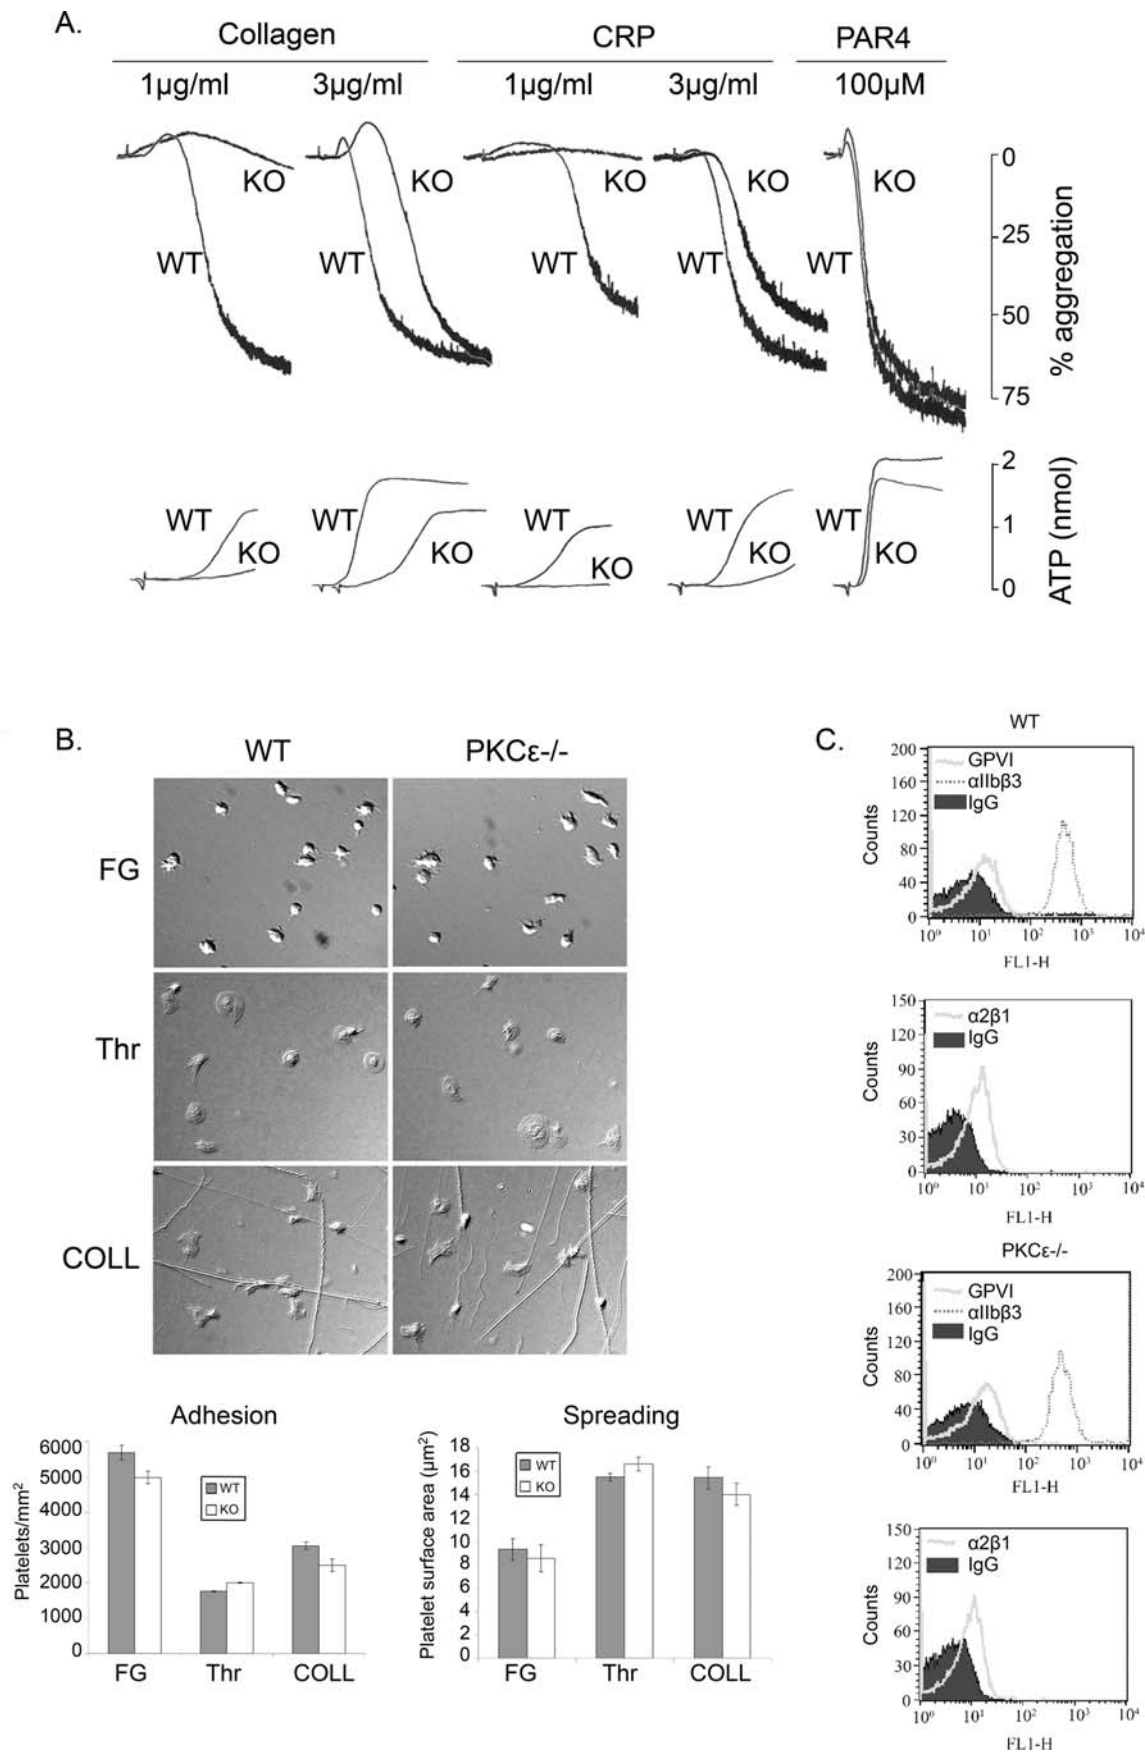 A.
Collagen CRP PAR4
1µg/ml 3µg/ml 1µg/ml 3µg/ml 100µM
KO KO KO KO KO
WT WT WT WT WT
0
25
50
75
% aggregation
WT WT WT WT WT
KO KO KO KO KO
2
1
0
ATP (nmol)
B.
WT PKCε-/-
FG
Thr
COLL
Adhesion
6000
5000
4000
3000
2000
1000
0
Platelets/mm²
WT
KO
FG Thr COLL
Spreading
18
16
14
12
10
8
6
4
2
0
Platelet surface area (µm²)
WT
KO
FG Thr COLL
C.
WT
200
160
120
80
40
0
Counts
GPVI
αIIbβ3
IgG
10⁰ 10¹ 10² 10³ 10⁴
FL1-H
150
120
90
60
30
0
Counts
α2β1
IgG
10⁰ 10¹ 10² 10³ 10⁴
FL1-H
PKCε-/-
200
160
120
80
40
0
Counts
GPVI
αIIbβ3
IgG
10⁰ 10¹ 10² 10³ 10⁴
FL1-H
150
120
90
60
30
0
Counts
α2β1
IgG
10⁰ 10¹ 10² 10³ 10⁴
FL1-H